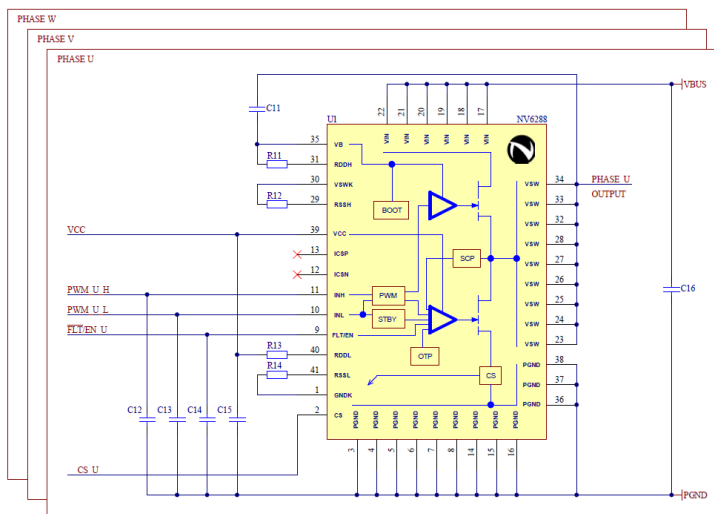 PHASE W
PHASE V
PHASE U
C11
U1
NV6288
22
21
20
19
18
17
VIN
VIN
VIN
VIN
VIN
VIN
VBUS
35 VB
R11
31 RDDH
30 VSWK
R12
29 RSSH
BOOT
VCC
39 VCC
13 ICSP
12 ICSN
SCP
PWM U H
11 INH
PWM
PWM U L
10 INL
STBY
FLT/EN U
9 FLT/EN
R13
40 RDDL
OTP
R14
41 RSSL
CS
1 GNDK
2 CS
C12
C13
C14
C15
CS U
VSW 34
PHASE U
OUTPUT
VSW 33
VSW 32
VSW 28
VSW 27
VSW 26
VSW 25
VSW 24
VSW 23
PGND 38
PGND 37
PGND 36
C16
PGND
PGND
PGND
PGND
PGND
PGND
PGND
PGND
PGND
3
4
5
6
7
8
14
15
16
PGND